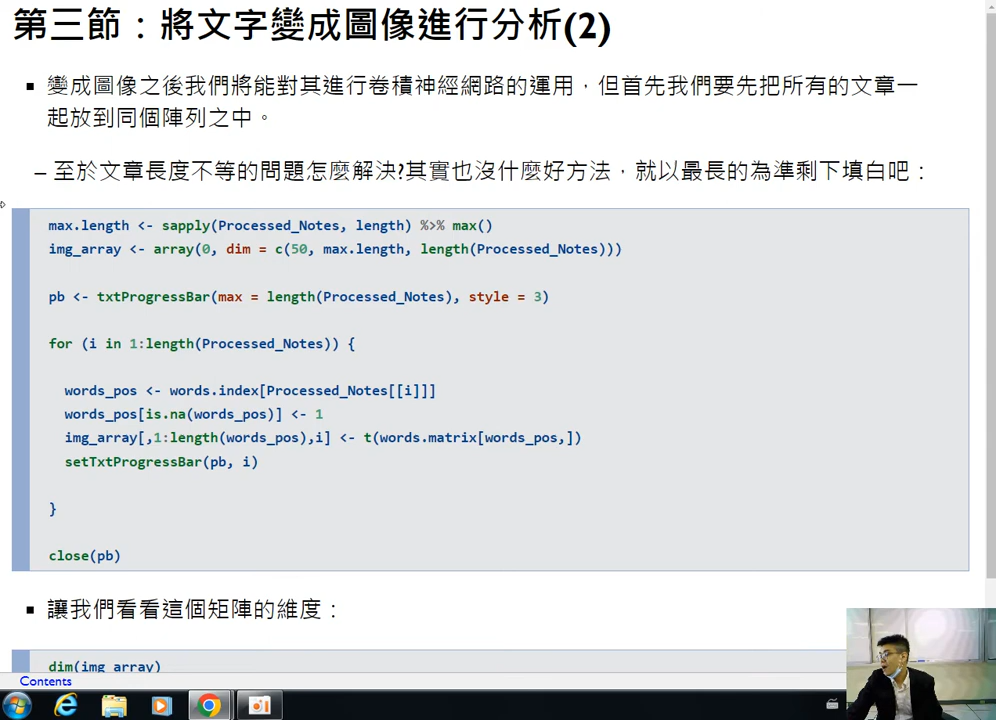 第三節：將文字變成圖像進行分析(2)
變成圖像之後我們將能對其進行卷積神經網路的運用，但首先我們要先把所有的文章一
起放到同個陣列之中。
– 至於文章長度不等的問題怎麼解決?其實也沒什麼好方法，就以最長的為準剩下填白吧：
max.length <- sapply(Processed_Notes, length) %>% max()
img_array <- array(0, dim = c(50, max.length, length(Processed_Notes)))
pb <- txtProgressBar(max = length(Processed_Notes), style = 3)
for (i in 1:length(Processed_Notes)) {
words_pos <- words.index[Processed_Notes[[i]]]
words_pos[is.na(words_pos)] <- 1
img_array[,1:length(words_pos),i] <- t(words.matrix[words_pos,])
setTxtProgressBar(pb, i)
}
close(pb)
讓我們看看這個矩陣的維度：
dim(img_array)
Contents